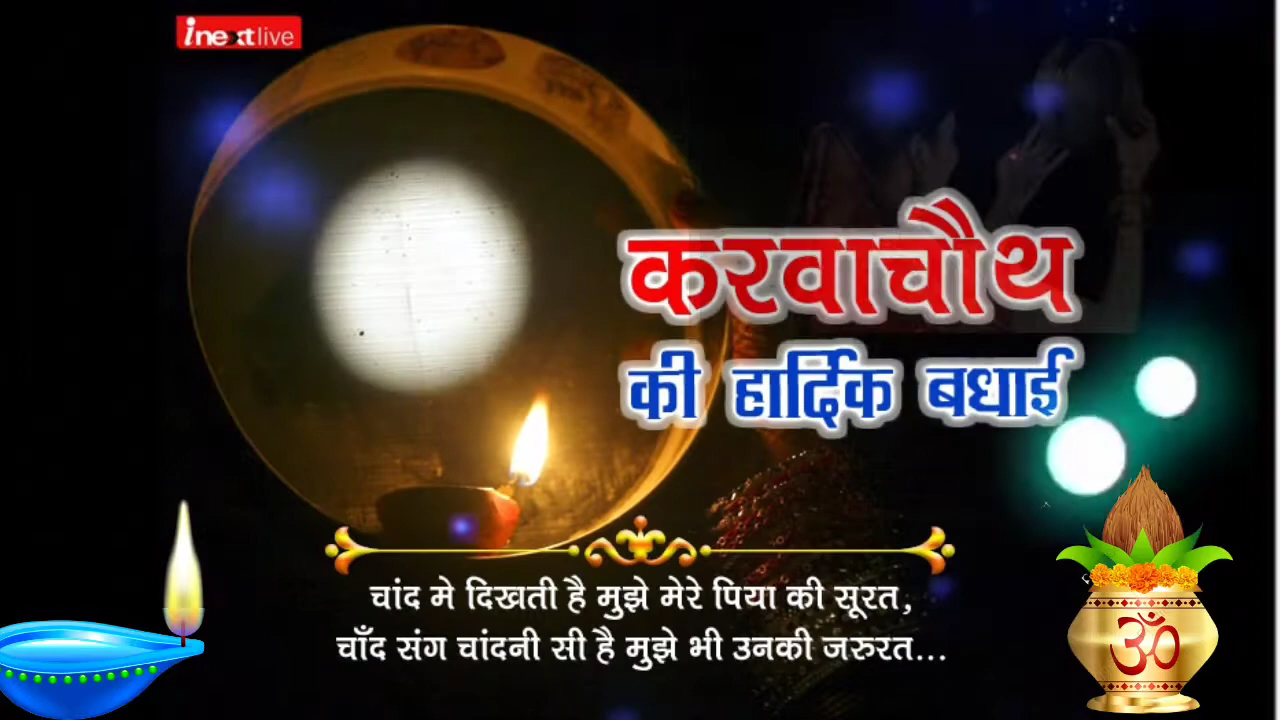 inextlive
करवाचौथ
की हार्दिक बधाई
चांद मे दिखती है मुझे मेरे पिया की सूरत,
चाँद संग चांदनी सी है मुझे भी उनकी जरुरत...
ॐ